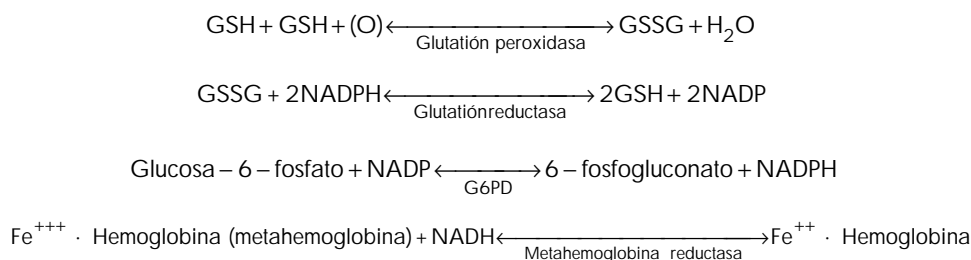 GSH + GSH + (O) ⟷ GSSG + H₂O
Glutatión peroxidasa
GSSG + 2NADPH ⟷ 2GSH + 2NADP
Glutatiónreductasa
Glucosa – 6 – fosfato + NADP ⟷ 6 – fosfogluconato + NADPH
G6PD
Fe⁺⁺⁺ · Hemoglobina (metahemoglobina) + NADH ⟷ Fe⁺⁺ · Hemoglobina
Metahemoglobina reductasa